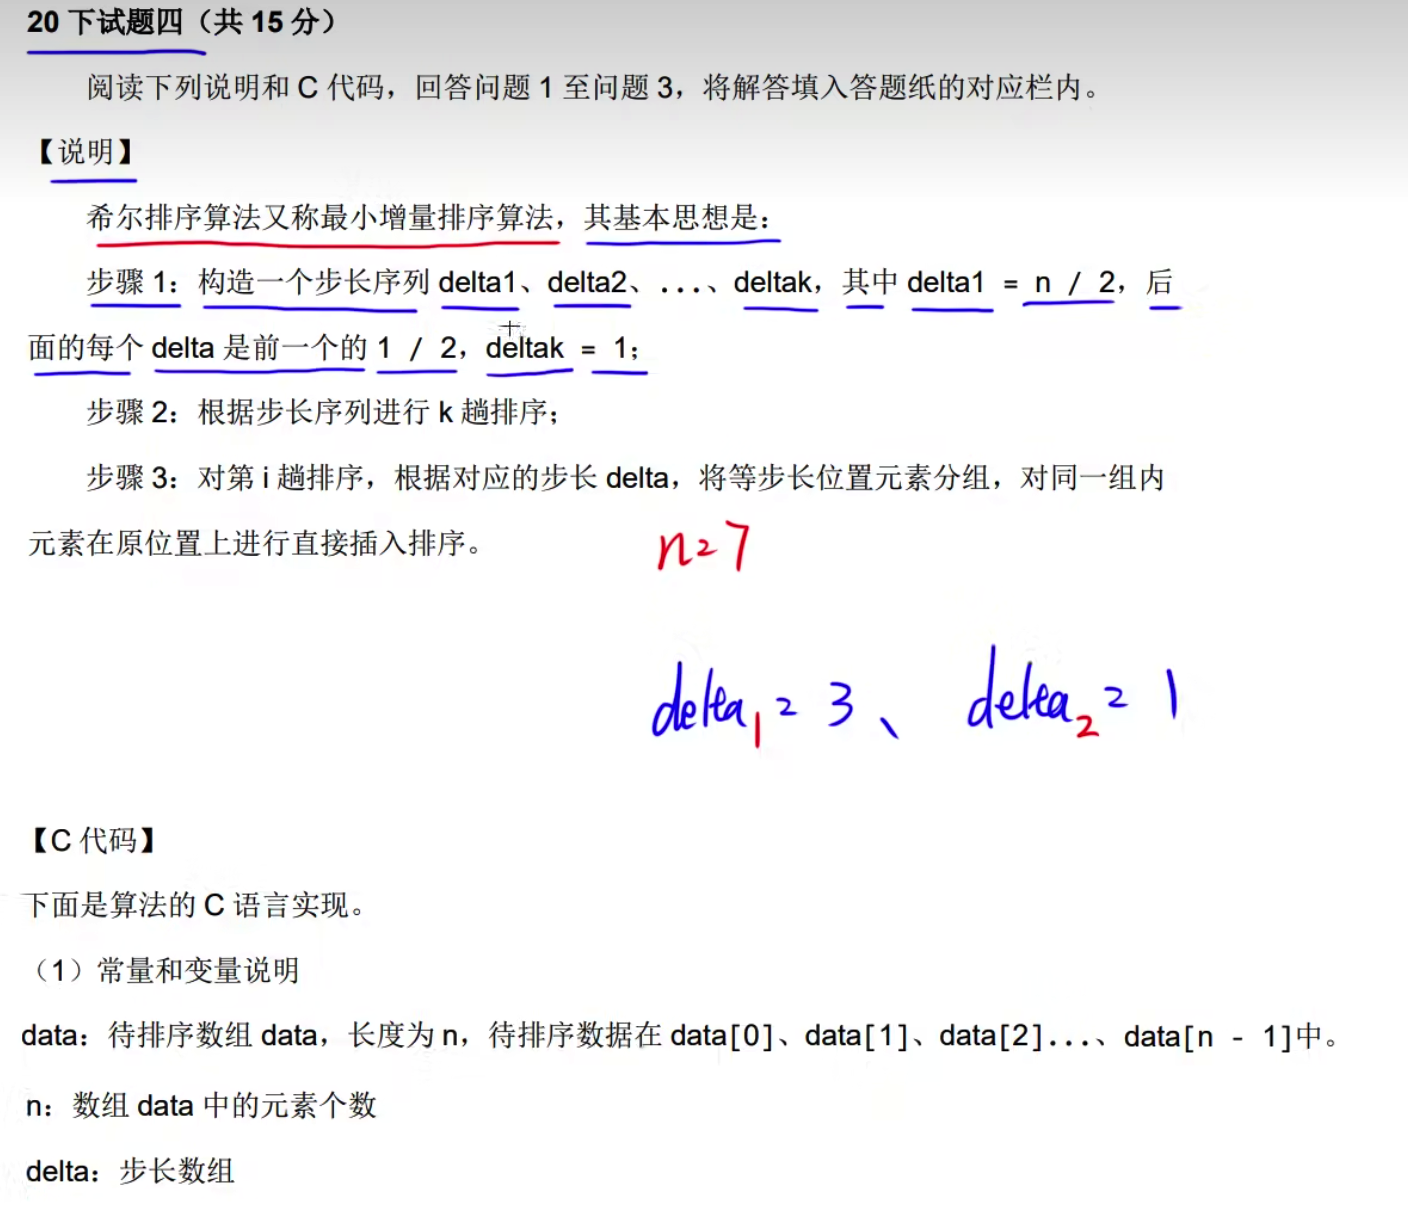 20 下试题四（共 15 分）
阅读下列说明和 C 代码，回答问题 1 至问题 3，将解答填入答题纸的对应栏内。
【说明】
希尔排序算法又称最小增量排序算法，其基本思想是：
步骤 1：构造一个步长序列 delta1、delta2、...、deltak，其中 delta1 = n / 2，后
面的每个 delta 是前一个的 1 / 2，deltak = 1；
步骤 2：根据步长序列进行 k 趟排序；
步骤 3：对第 i 趟排序，根据对应的步长 delta，将等步长位置元素分组，对同一组内
元素在原位置上进行直接插入排序。
n=7
delta1=3、delta2=1
【C 代码】
下面是算法的 C 语言实现。
（1）常量和变量说明
data：待排序数组 data，长度为 n，待排序数据在 data[0]、data[1]、data[2]...、data[n - 1]中。
n：数组 data 中的元素个数
delta：步长数组